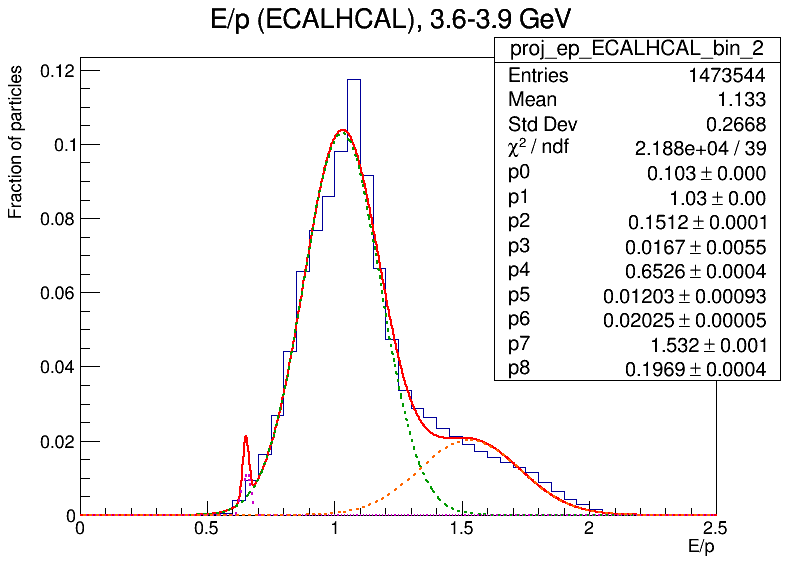 E/p (ECALHCAL), 3.6-3.9 GeV
proj_ep_ECALHCAL_bin_2
Entries 1473544
Mean 1.133
Std Dev 0.2668
χ² / ndf 2.188e+04 / 39
p0 0.103 ± 0.000
p1 1.03 ± 0.00
p2 0.1512 ± 0.0001
p3 0.0167 ± 0.0055
p4 0.6526 ± 0.0004
p5 0.01203 ± 0.00093
p6 0.02025 ± 0.00005
p7 1.532 ± 0.001
p8 0.1969 ± 0.0004
Fraction of particles
0.12
0.1
0.08
0.06
0.04
0.02
0
0 0.5 1 1.5 2 2.5
E/p